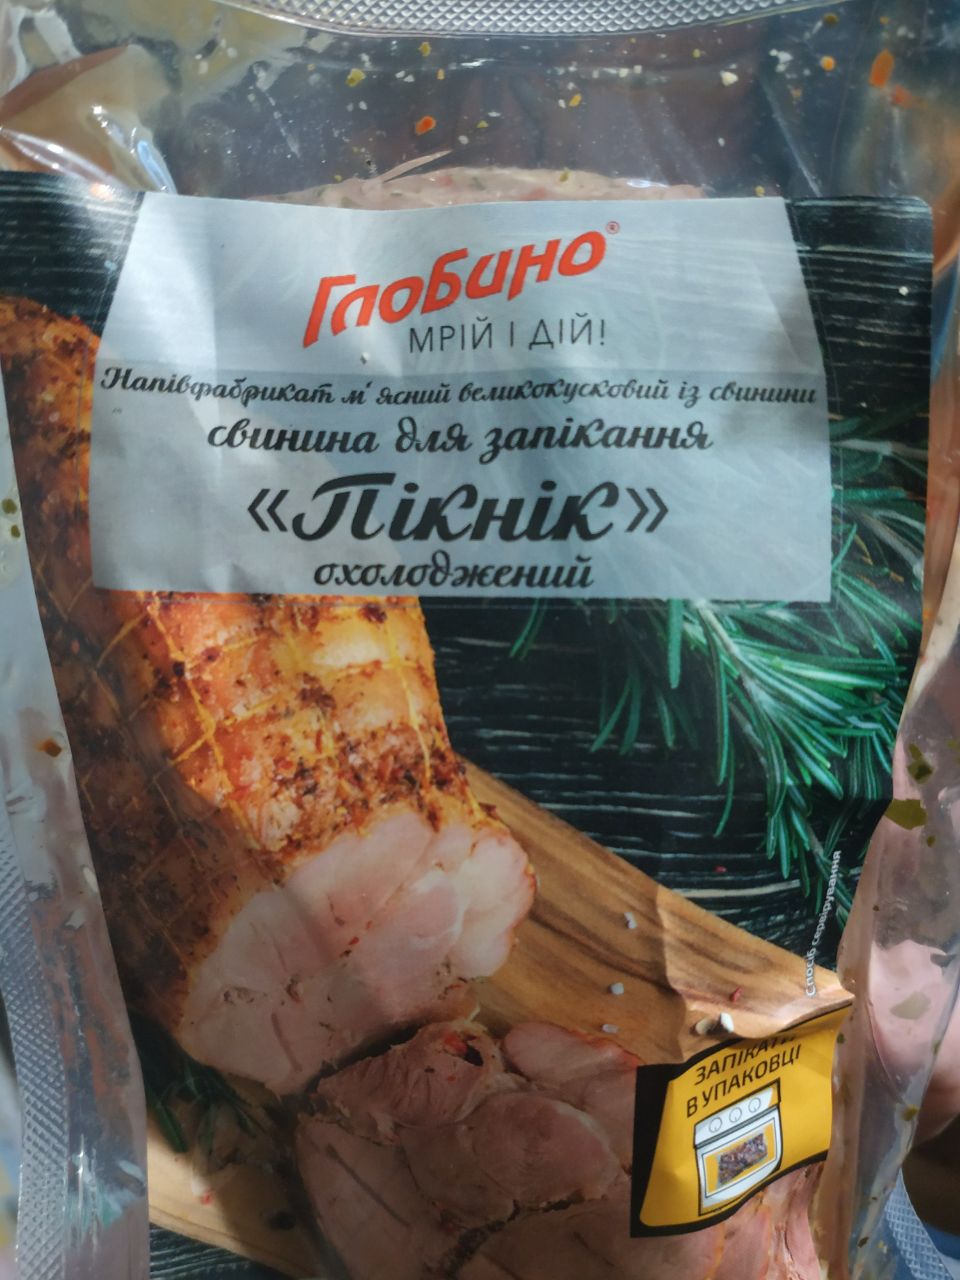 Глобино®
МРІЙ І ДІЙ!
Напівфабрикат м'ясний великокусковий із свинини
свинина для запікання
«Пікнік»
охолоджений
Спосіб сервірування
ЗАПІКАТИ
В УПАКОВЦІ